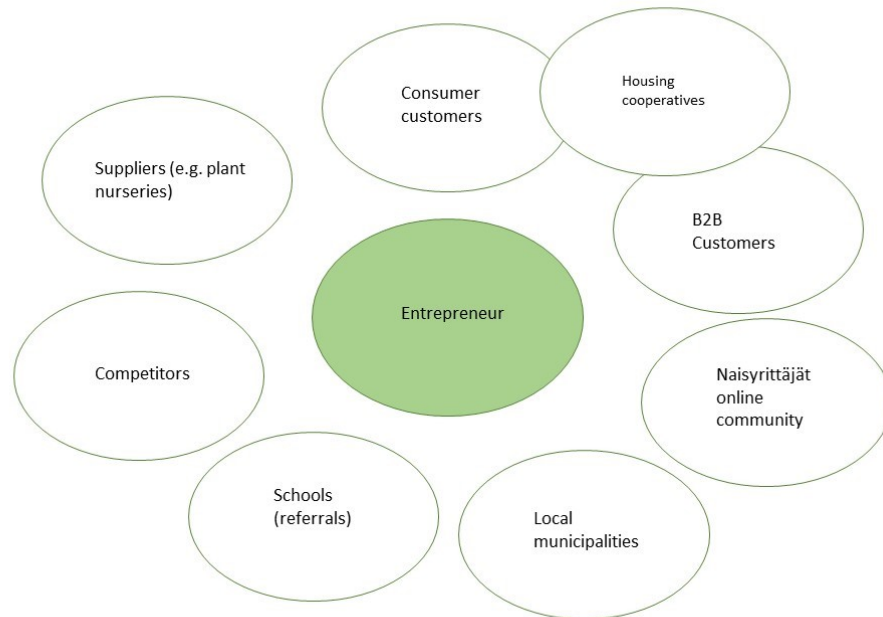 Consumer
customers
Housing
cooperatives
Suppliers (e.g. plant
nurseries)
B2B
Customers
Entrepreneur
Competitors
Naisyrittäjät
online
community
Schools
(referrals)
Local
municipalities